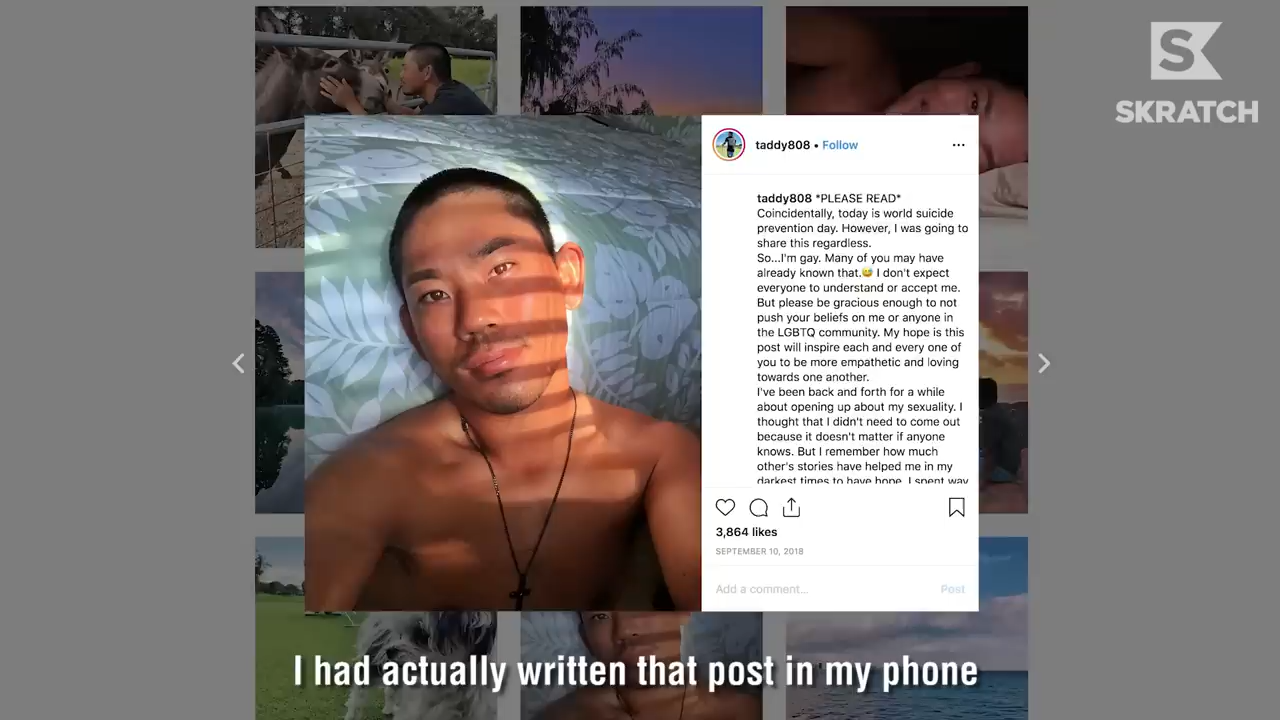 SKRATCH
taddy808 • Follow
taddy808 *PLEASE READ*
Coincidentally, today is world suicide
prevention day. However, I was going to
share this regardless.
So...I'm gay. Many of you may have
already known that.😅 I don't expect
everyone to understand or accept me.
But please be gracious enough to not
push your beliefs on me or anyone in
the LGBTQ community. My hope is this
post will inspire each and every one of
you to be more empathetic and loving
towards one another.
I've been back and forth for a while
about opening up about my sexuality. I
thought that I didn't need to come out
because it doesn't matter if anyone
knows. But I remember how much
other's stories have helped me in my
darkest times to have hope. I spent way
3,864 likes
SEPTEMBER 10, 2018
Add a comment...
Post
I had actually written that post in my phone